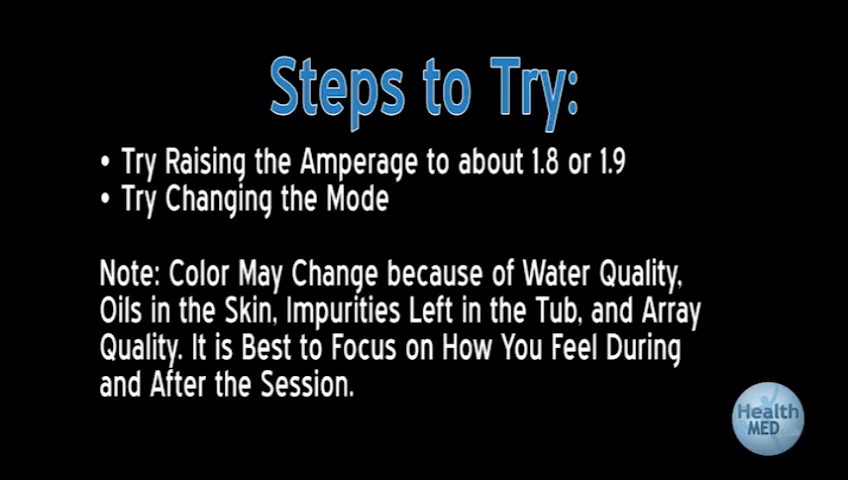 Steps to Try:
• Try Raising the Amperage to about 1.8 or 1.9
• Try Changing the Mode
Note: Color May Change because of Water Quality,
Oils in the Skin, Impurities Left in the Tub, and Array
Quality. It is Best to Focus on How You Feel During
and After the Session.
Health
MED